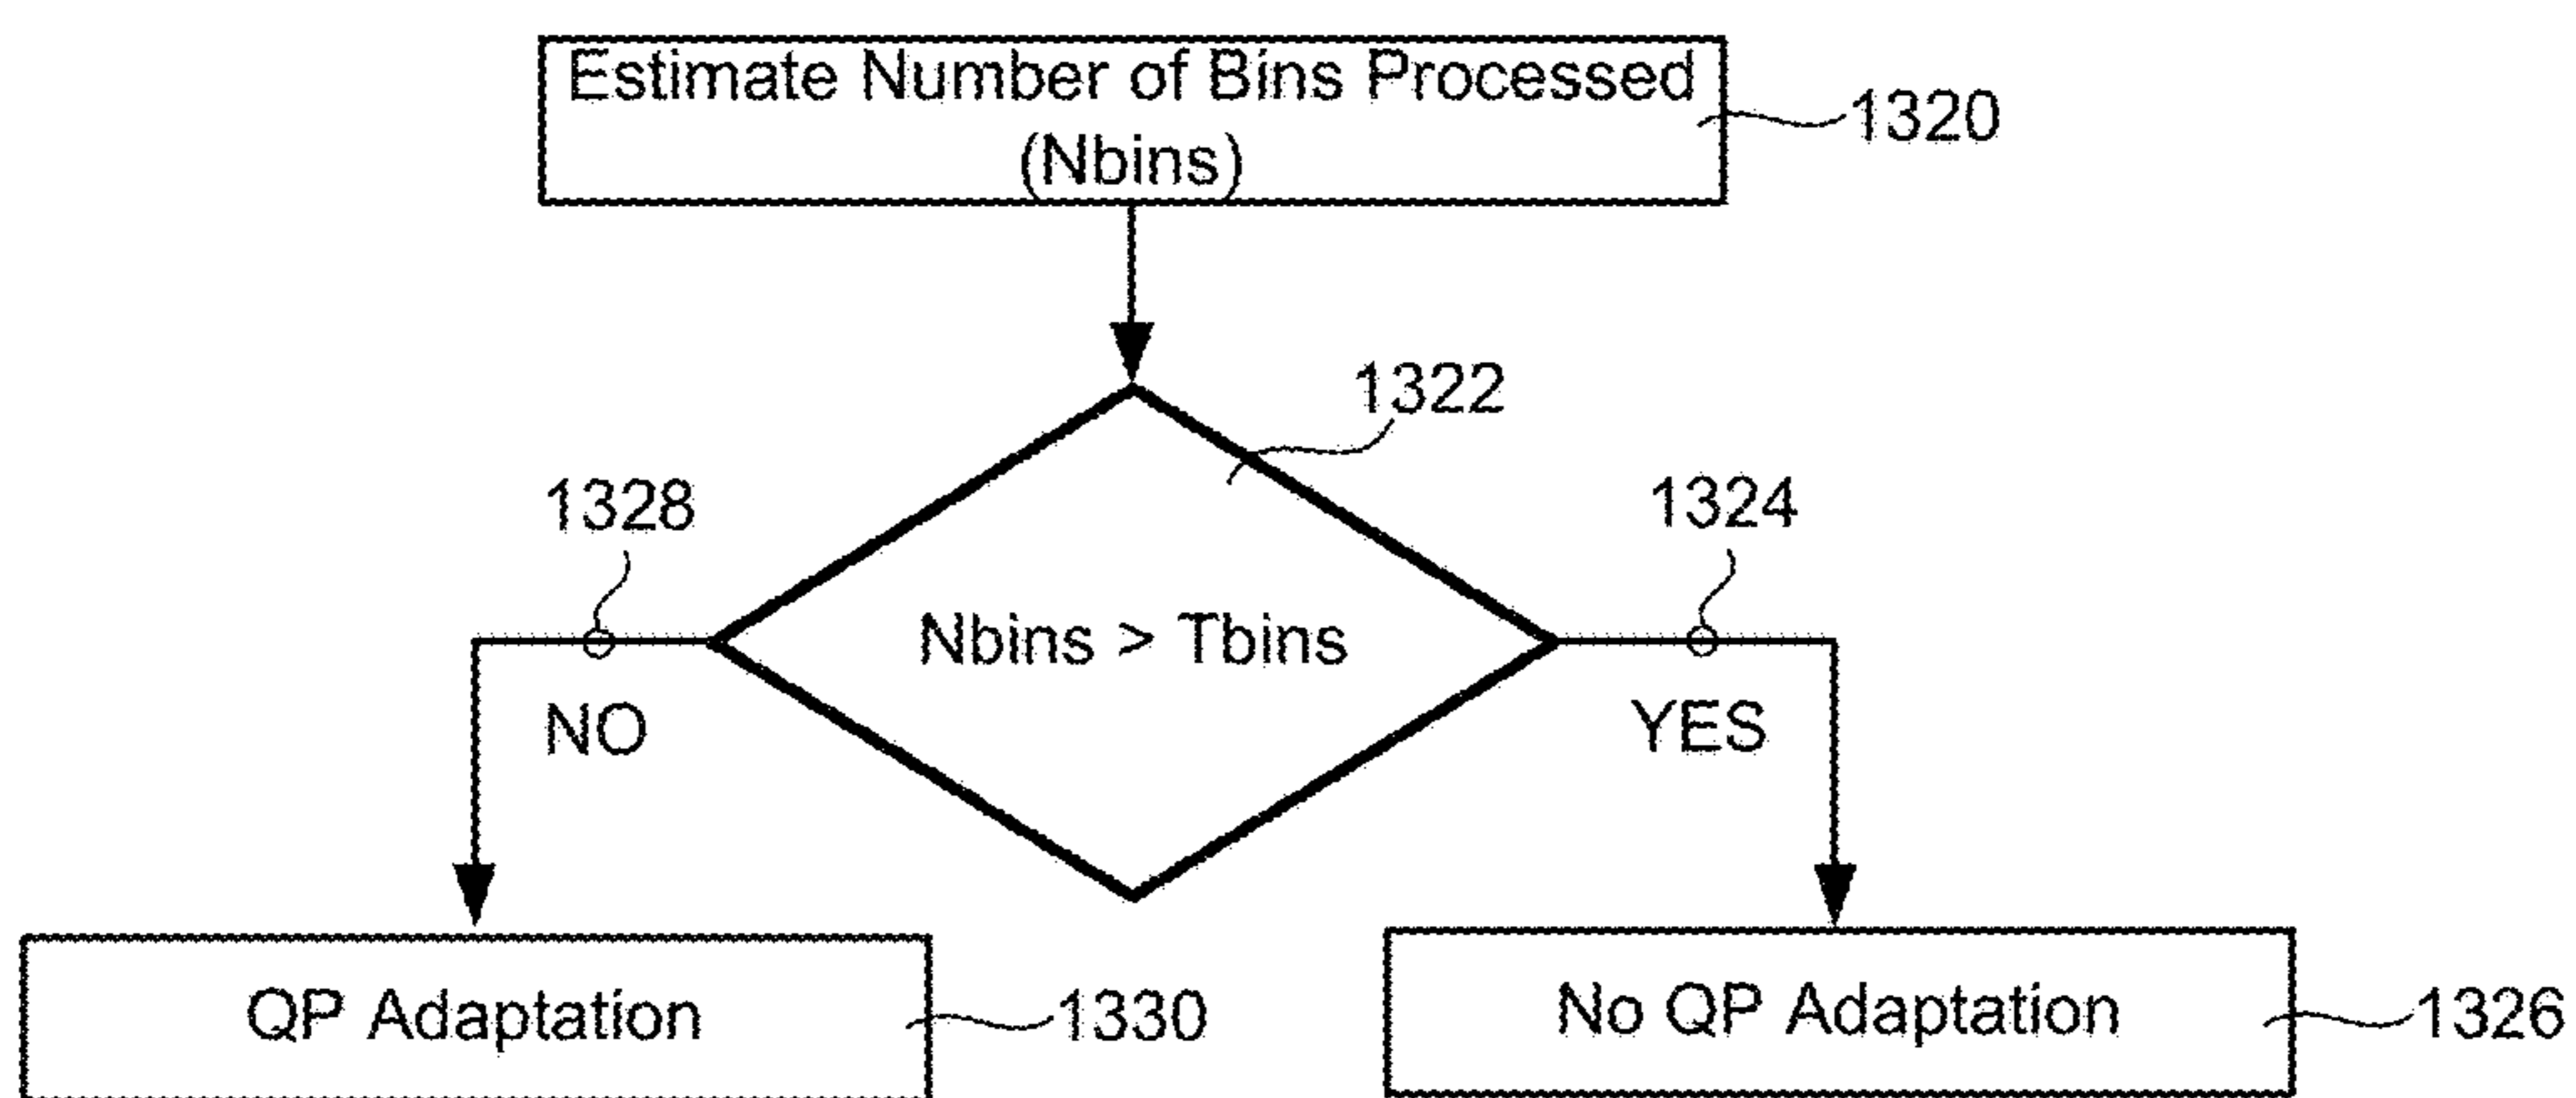 Estimate Number of Bins Processed
(Nbins)
1320
1322
1328
1324
Nbins > Tbins
NO
YES
QP Adaptation
1330
No QP Adaptation
1326